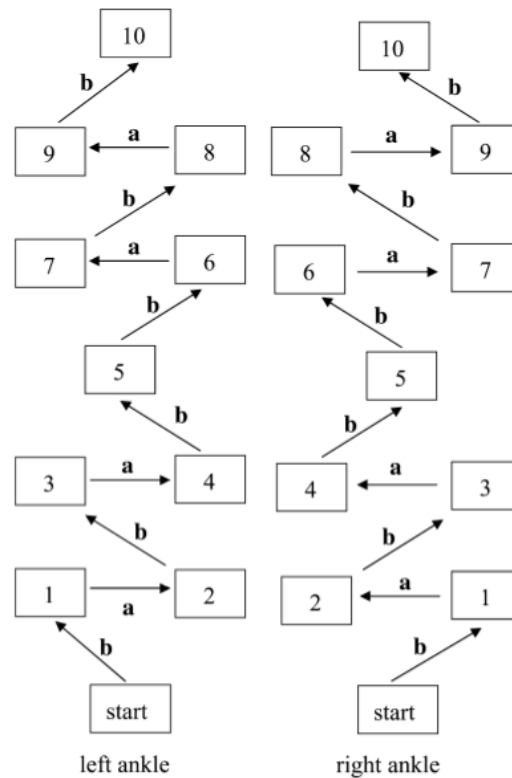 10 10
b b
9 a 8 8 a 9
b b
7 a 6 6 a 7
b b
5 5
b b
3 a 4 4 a 3
b b
1 a 2 2 a 1
b b
start start
left ankle right ankle